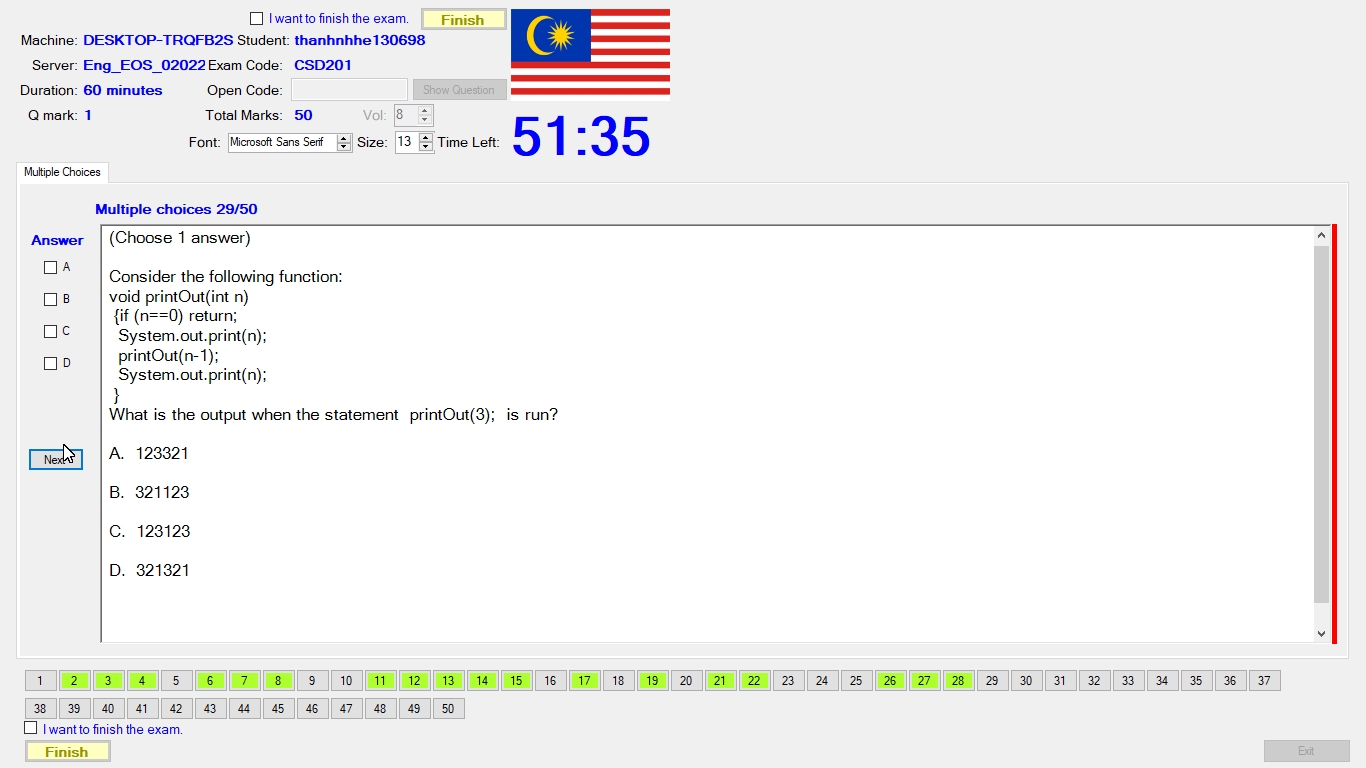 I want to finish the exam. Finish
Machine: DESKTOP-TRQFB2S Student: thanhnhhe130698
Server: Eng_EOS_02022 Exam Code: CSD201
Duration: 60 minutes Open Code: Show Question
Q mark: 1 Total Marks: 50 Vol: 8
Font: Microsoft Sans Serif Size: 13 Time Left: 51:35
Multiple Choices
Multiple choices 29/50
Answer
A
B
C
D
Next
(Choose 1 answer)
Consider the following function:
void printOut(int n)
{if (n==0) return;
System.out.print(n);
printOut(n-1);
System.out.print(n);
}
What is the output when the statement printOut(3); is run?
A. 123321
B. 321123
C. 123123
D. 321321
1 2 3 4 5 6 7 8 9 10 11 12 13 14 15 16 17 18 19 20 21 22 23 24 25 26 27 28 29 30 31 32 33 34 35 36 37
38 39 40 41 42 43 44 45 46 47 48 49 50
I want to finish the exam.
Finish Exit